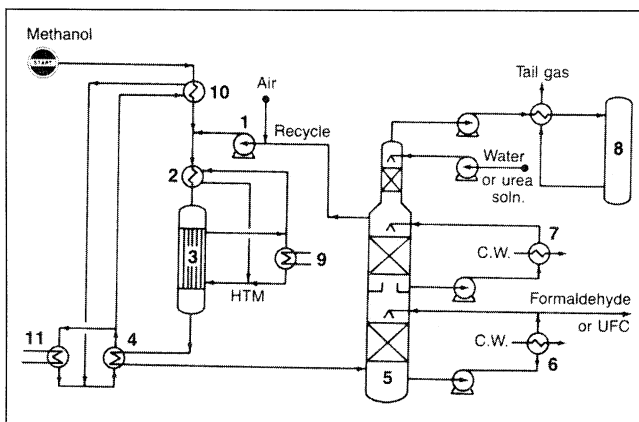 Methanol
START
10
Air
1
Recycle
2
3
9
HTM
11
4
Tail gas
8
Water
or urea
soln.
7
C.W.
Formaldehyde
or UFC
C.W.
6
5